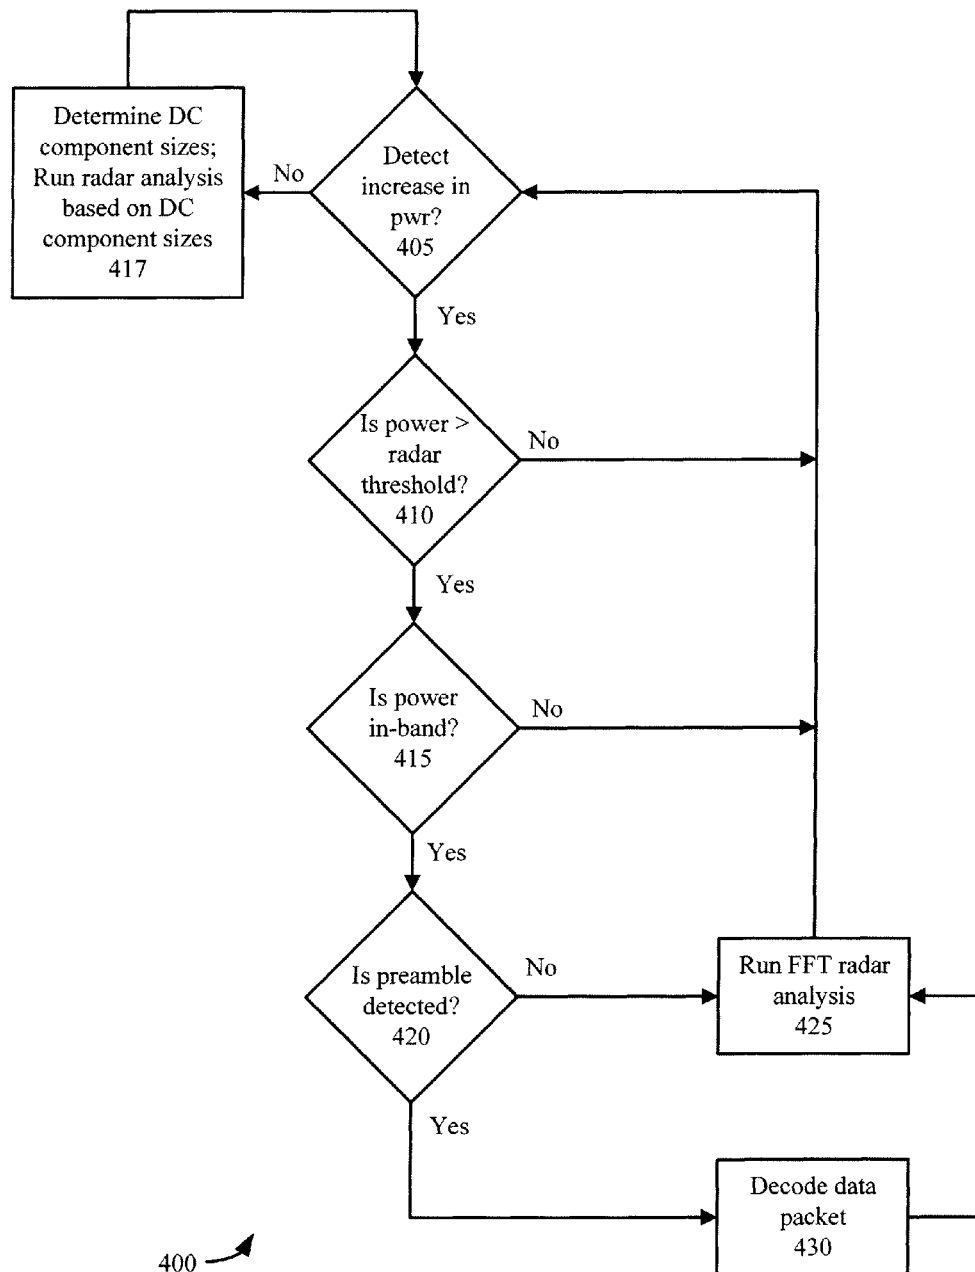 Determine DC
component sizes;
Run radar analysis
based on DC
component sizes
417
No
Detect
increase in
pwr?
405
Yes
Is power >
radar
threshold?
410
No
Yes
Is power
in-band?
415
No
Yes
Is preamble
detected?
420
No
Run FFT radar
analysis
425
Yes
Decode data
packet
430
400